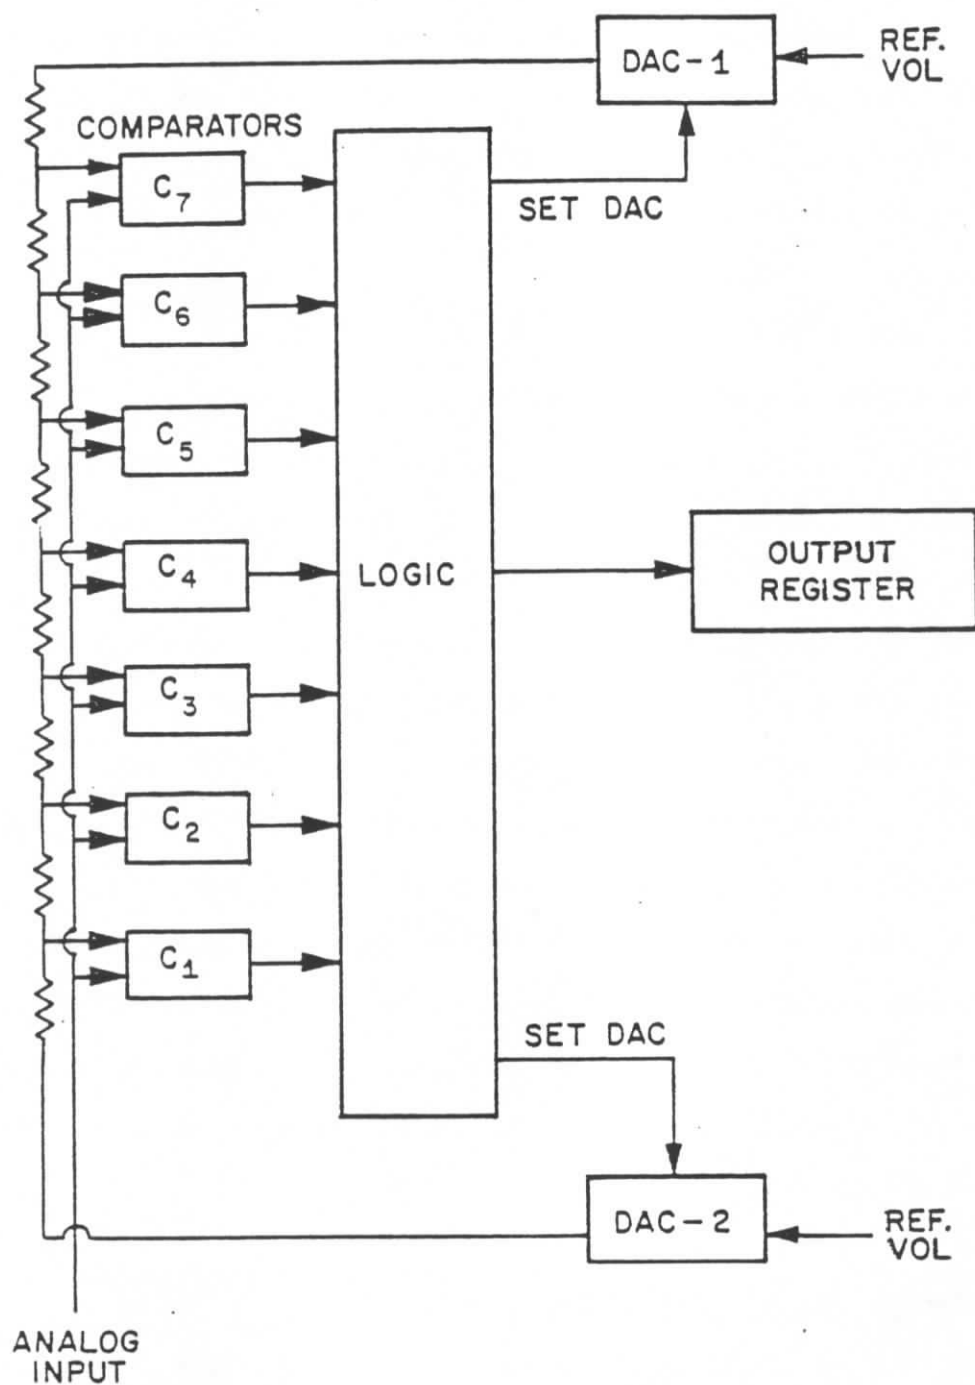 DAC-1
REF.
VOL
COMPARATORS
C7
SET DAC
C6
C5
C4
LOGIC
OUTPUT
REGISTER
C3
C2
C1
SET DAC
DAC-2
REF.
VOL
ANALOG
INPUT